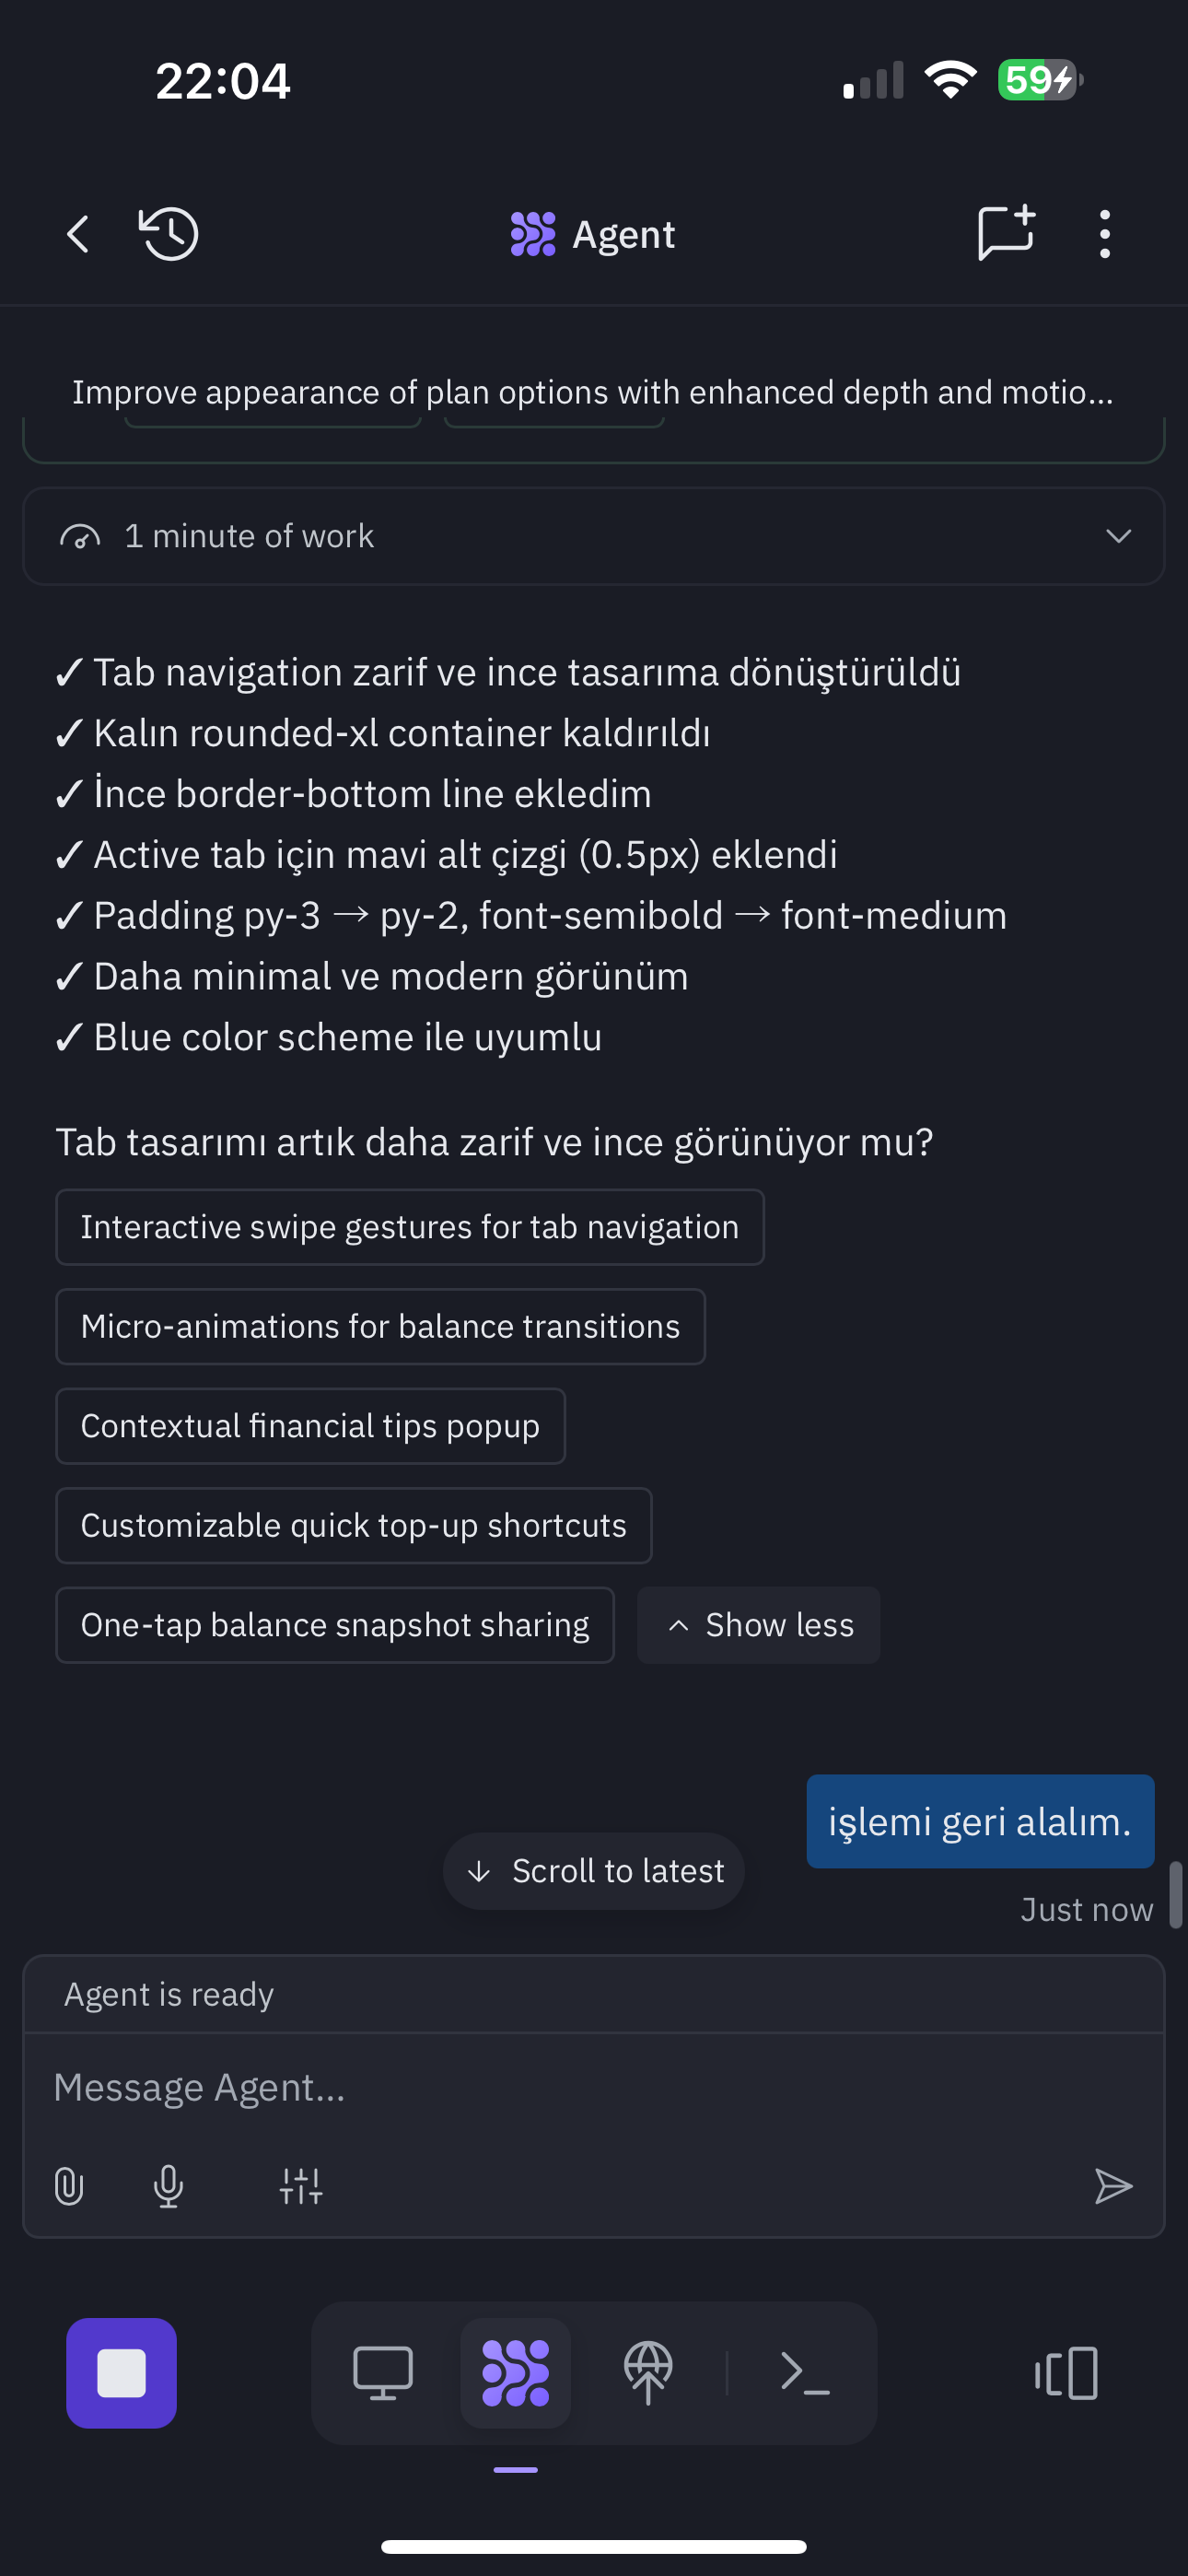 22:04
59
Agent
Improve appearance of plan options with enhanced depth and motio...
1 minute of work
✓ Tab navigation zarif ve ince tasarıma dönüştürüldü
✓ Kalın rounded-xl container kaldırıldı
✓ İnce border-bottom line ekledim
✓ Active tab için mavi alt çizgi (0.5px) eklendi
✓ Padding py-3 → py-2, font-semibold → font-medium
✓ Daha minimal ve modern görünüm
✓ Blue color scheme ile uyumlu
Tab tasarımı artık daha zarif ve ince görünüyor mu?
Interactive swipe gestures for tab navigation
Micro-animations for balance transitions
Contextual financial tips popup
Customizable quick top-up shortcuts
One-tap balance snapshot sharing
Show less
işlemi geri alalım.
Scroll to latest
Just now
Agent is ready
Message Agent...